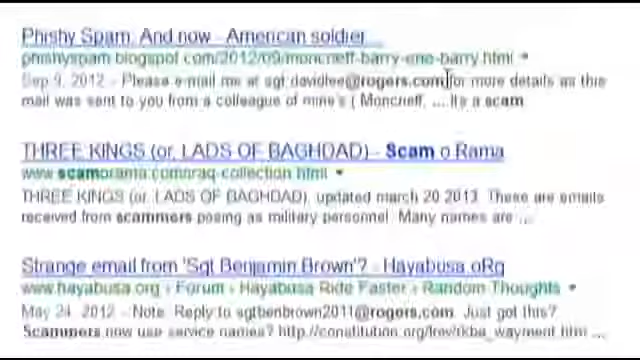 Phishy Spam: And now - American soldier...
phishyspam.blogspot.com/2012/09/moncrieff-barry-eno-barry.html
Sep 9, 2012 - Please e-mail me at sgt.davidlee@rogers.com for more details as this
mail was sent to you from a colleague of mine's ( Moncrieff, ....Its a scam
THREE KINGS (or, LADS OF BAGHDAD) - Scam o Rama
www.scamorama.com/iraq-collection.html
THREE KINGS (or, LADS OF BAGHDAD), updated march 20 2013. These are emails
received from scammers posing as military personnel. Many names are ...
Strange email from 'Sgt Benjamin Brown'? - Hayabusa.oRg
www.hayabusa.org › Forum › Hayabusa Ride Faster › Random Thoughts
May 24, 2012 - Note. Reply to sgtbenbrown2011@rogers.com. Just got this?
Scammers now use service names? http://constitution.org/